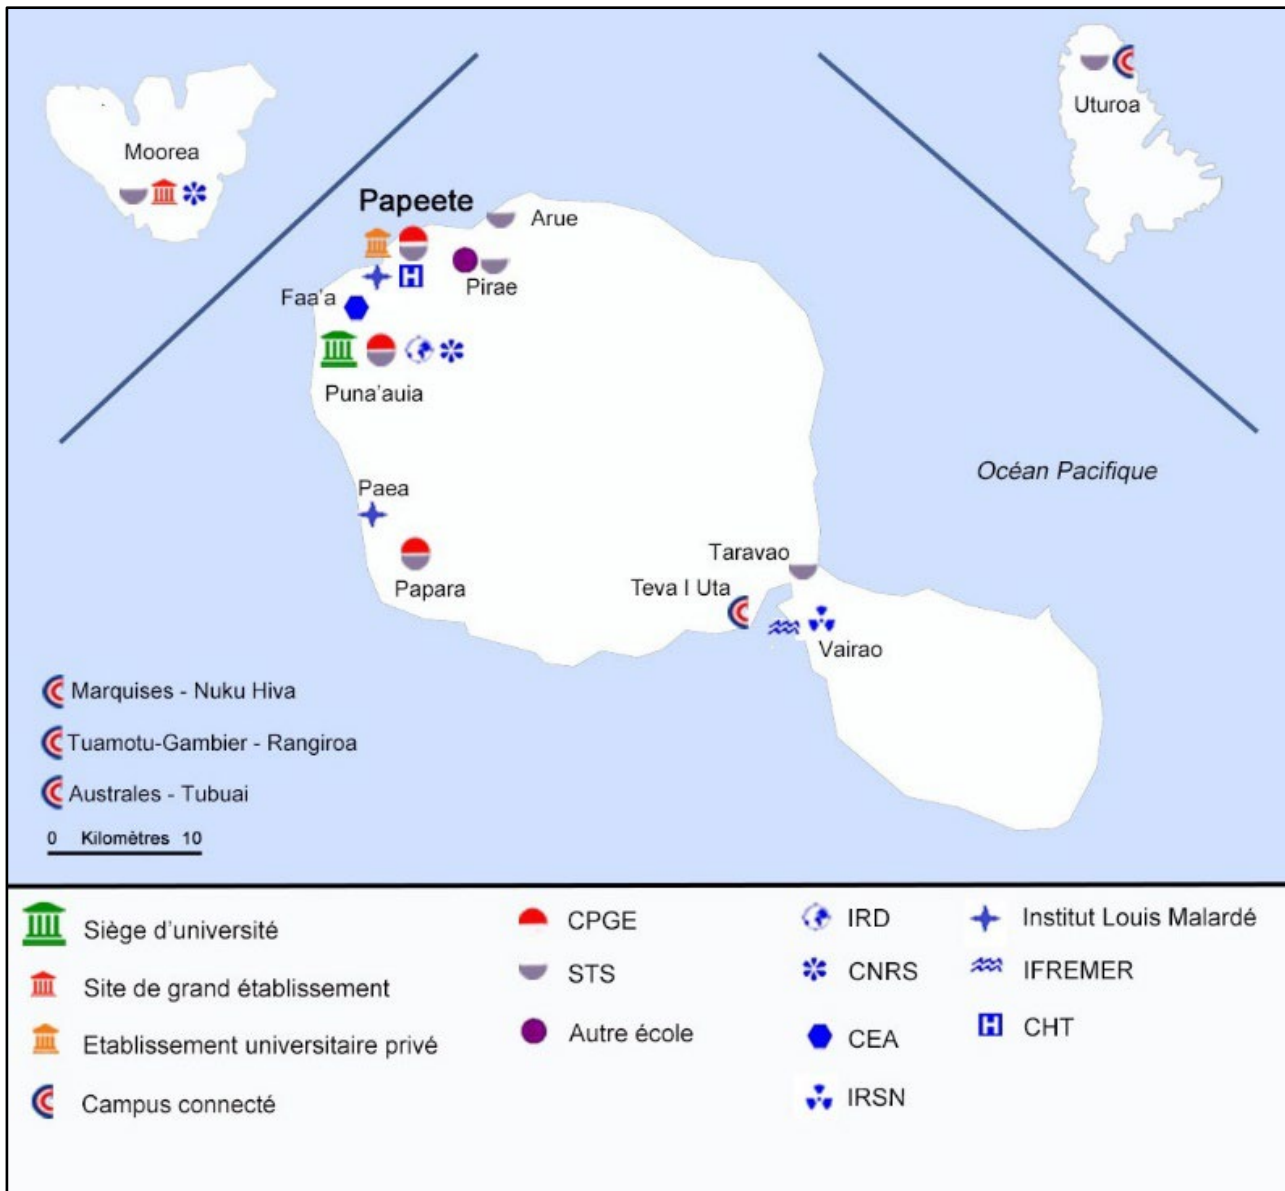 Moorea
Uturoa
Papeete
Arue
Pirae
Faa'a
Puna'auia
Océan Pacifique
Paea
Papara
Taravao
Teva I Uta
Vairao
Marquises - Nuku Hiva
Tuamotu-Gambier - Rangiroa
Australes - Tubuai
0 Kilomètres 10
Siège d'université
Site de grand établissement
Etablissement universitaire privé
Campus connecté
CPGE
STS
Autre école
IRD
CNRS
CEA
IRSN
Institut Louis Malardé
IFREMER
H CHT